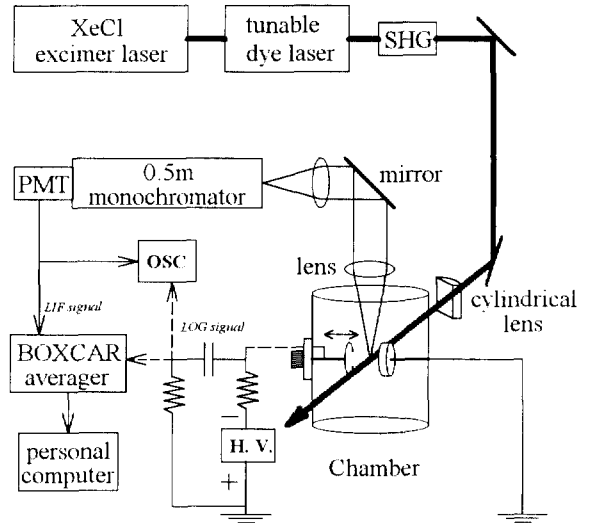 XeCl
excimer laser
tunable
dye laser
SHG
PMT
0.5m
monochromator
mirror
OSC
lens
LIF signal
LOG signal
cylindrical
lens
BOXCAR
averager
−
H. V.
+
personal
computer
Chamber